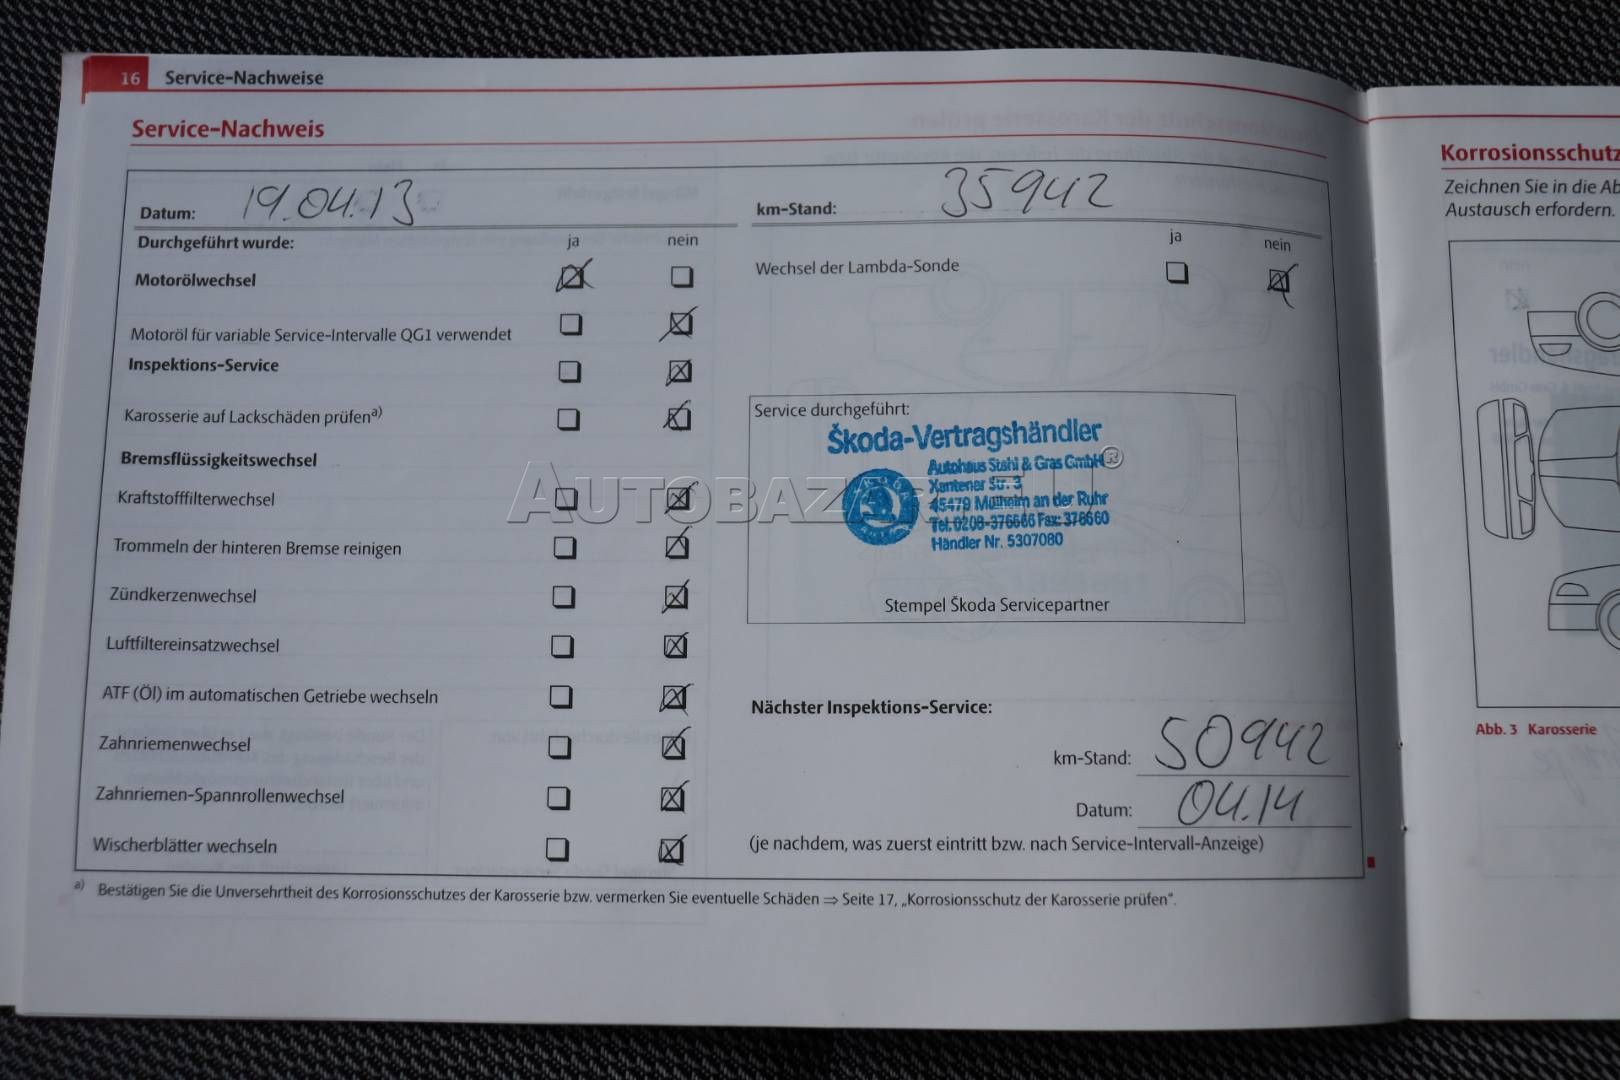 16 Service-Nachweise
Service-Nachweis
Datum: 19.04.13
km-Stand: 35942
Durchgeführt wurde: ja nein
ja nein
Motorölwechsel
Wechsel der Lambda-Sonde
Motoröl für variable Service-Intervalle QG1 verwendet
Inspektions-Service
Karosserie auf Lackschäden prüfen a)
Bremsflüssigkeitswechsel
Kraftstofffilterwechsel
Trommeln der hinteren Bremse reinigen
Zündkerzenwechsel
Luftfiltereinsatzwechsel
ATF (Öl) im automatischen Getriebe wechseln
Zahnriemenwechsel
Zahnriemen-Spannrollenwechsel
Wischerblätter wechseln
Service durchgeführt:
Škoda-Vertragshändler
Autohaus Stahl & Gras GmbH
Xantener Str. 3
45479 Mülheim an der Ruhr
Tel. 0208-376666 Fax: 376660
Händler Nr. 5307080
Stempel Škoda Servicepartner
Nächster Inspektions-Service:
km-Stand: 50942
Datum: 04.14
(je nachdem, was zuerst eintritt bzw. nach Service-Intervall-Anzeige)
a) Bestätigen Sie die Unversehrtheit des Korrosionsschutzes der Karosserie bzw. vermerken Sie eventuelle Schäden ⇒ Seite 17, „Korrosionsschutz der Karosserie prüfen“.
Korrosionsschutz
Zeichnen Sie in die Ab
Austausch erfordern.
Abb. 3 Karosserie
AUTOBAZAR.EU®